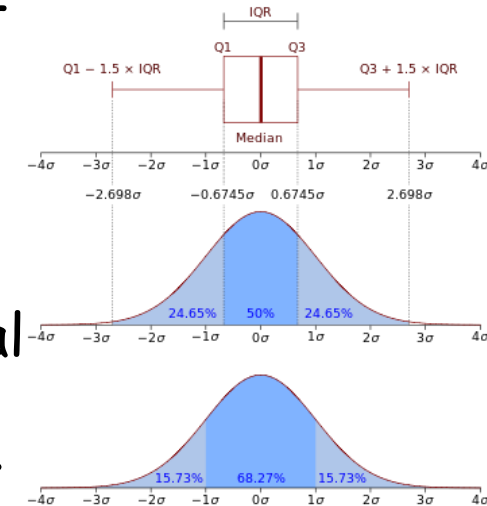 IQR
Q1 Q3
Q1 − 1.5 × IQR Q3 + 1.5 × IQR
Median
−4σ −3σ −2σ −1σ 0σ 1σ 2σ 3σ 4σ
−2.698σ −0.6745σ 0.6745σ 2.698σ
24.65% 50% 24.65%
al
−4σ −3σ −2σ −1σ 0σ 1σ 2σ 3σ 4σ
15.73% 68.27% 15.73%
−4σ −3σ −2σ −1σ 0σ 1σ 2σ 3σ 4σ